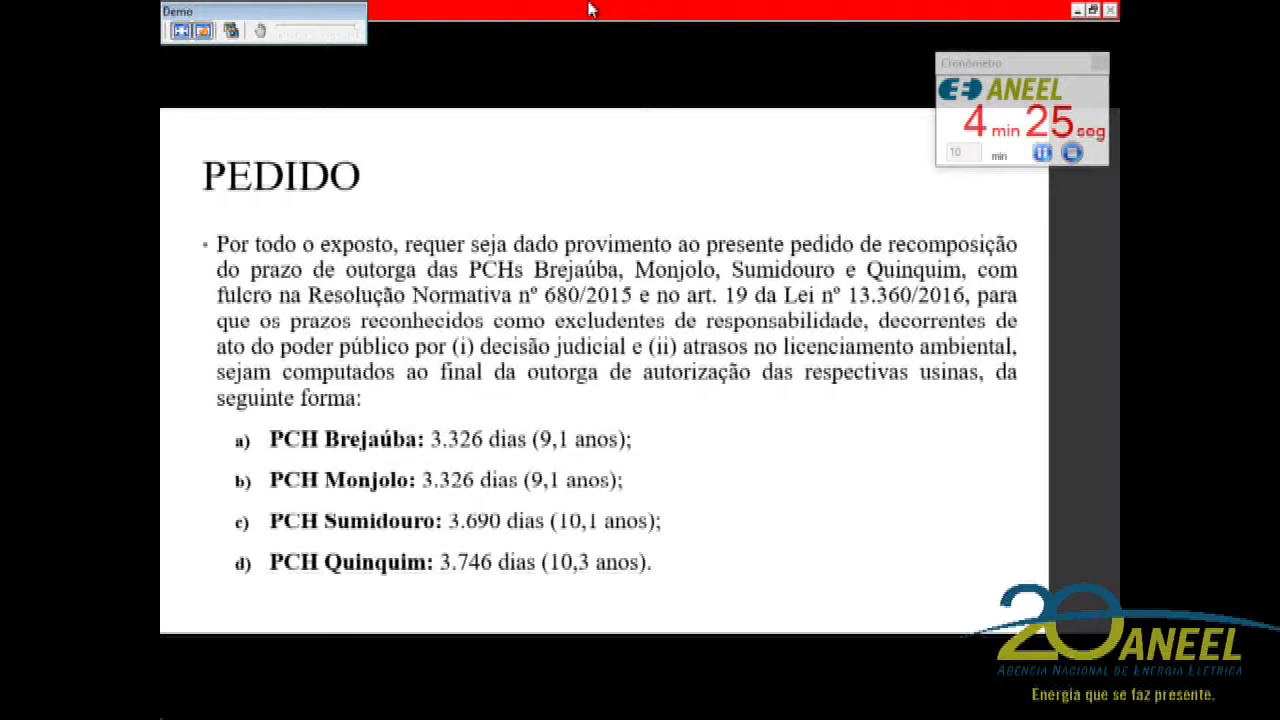 Demo
Cronômetro
ANEEL
4 min 25 seg
10 min
PEDIDO
• Por todo o exposto, requer seja dado provimento ao presente pedido de recomposição
do prazo de outorga das PCHs Brejaúba, Monjolo, Sumidouro e Quinquim, com
fulcro na Resolução Normativa nº 680/2015 e no art. 19 da Lei nº 13.360/2016, para
que os prazos reconhecidos como excludentes de responsabilidade, decorrentes de
ato do poder público por (i) decisão judicial e (ii) atrasos no licenciamento ambiental,
sejam computados ao final da outorga de autorização das respectivas usinas, da
seguinte forma:
a) PCH Brejaúba: 3.326 dias (9,1 anos);
b) PCH Monjolo: 3.326 dias (9,1 anos);
c) PCH Sumidouro: 3.690 dias (10,1 anos);
d) PCH Quinquim: 3.746 dias (10,3 anos).
20 ANEEL
AGÊNCIA NACIONAL DE ENERGIA ELÉTRICA
Energia que se faz presente.